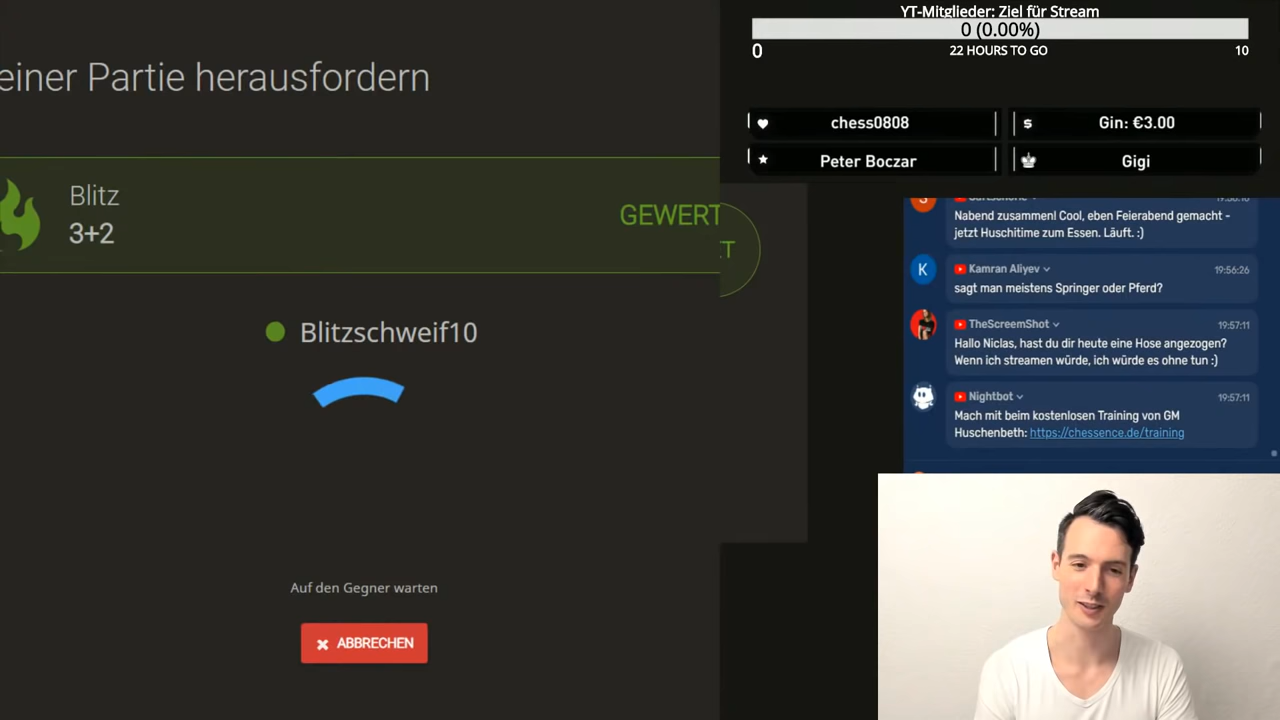 einer Partie herausfordern
Blitz
3+2
GEWERT
Blitzschweif10
Auf den Gegner warten
ABBRECHEN
YT-Mitglieder: Ziel für Stream
0 (0.00%)
0
22 HOURS TO GO
10
chess0808
Gin: €3.00
Peter Boczar
Gigi
Nabend zusammen! Cool, eben Feierabend gemacht -
jetzt Huschitime zum Essen. Läuft. :)
K
Kamran Aliyev
19:56:26
sagt man meistens Springer oder Pferd?
TheScreemShot
19:57:11
Hallo Niclas, hast du dir heute eine Hose angezogen?
Wenn ich streamen würde, ich würde es ohne tun :)
Nightbot
19:57:11
Mach mit beim kostenlosen Training von GM
Huschenbeth: https://chessence.de/training